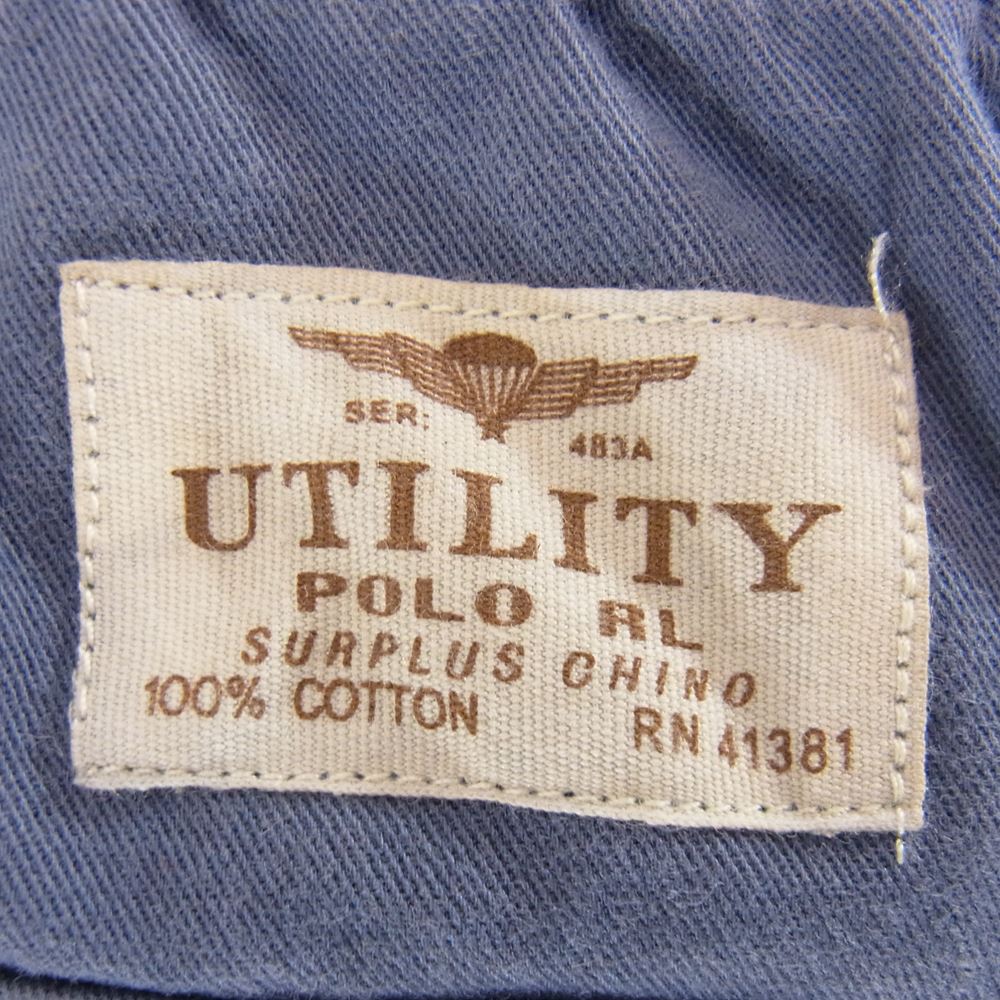 SER: 483A
UTILITY
POLO RL
SURPLUS CHINO
100% COTTON RN 41381